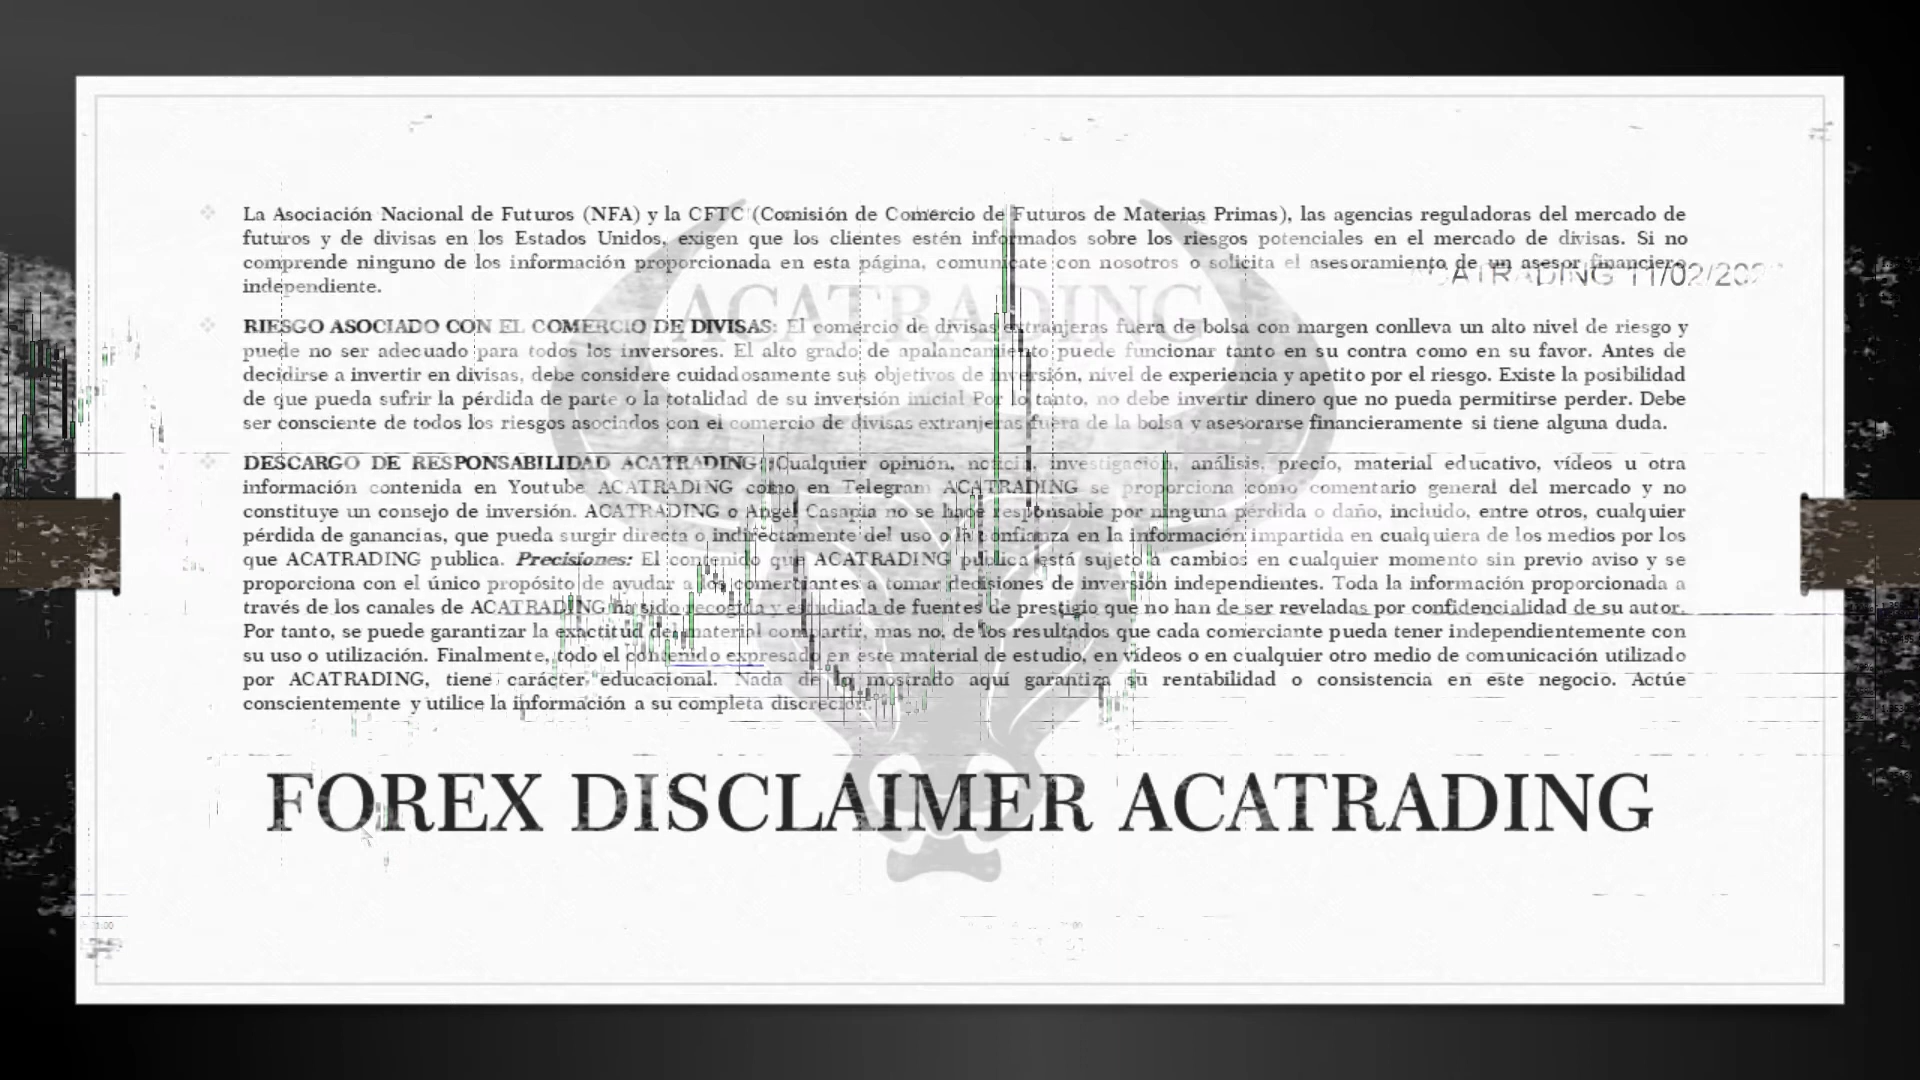 La Asociación Nacional de Futuros (NFA) y la CFTC (Comisión de Comercio de Futuros de Materias Primas), las agencias reguladoras del mercado de
futuros y de divisas en los Estados Unidos, exigen que los clientes estén informados sobre los riesgos potenciales en el mercado de divisas. Si no
comprende ninguno de los información proporcionada en esta página, comunícate con nosotros o solicita el asesoramiento de un asesor financiero
independiente.
ACATRADING 11/02/202
ACATRADING
RIESGO ASOCIADO CON EL COMERCIO DE DIVISAS: El comercio de divisas extranjeras fuera de bolsa con margen conlleva un alto nivel de riesgo y
puede no ser adecuado para todos los inversores. El alto grado de apalancamiento puede funcionar tanto en su contra como en su favor. Antes de
decidirse a invertir en divisas, debe considere cuidadosamente sus objetivos de inversión, nivel de experiencia y apetito por el riesgo. Existe la posibilidad
de que pueda sufrir la pérdida de parte o la totalidad de su inversión inicial Por lo tanto, no debe invertir dinero que no pueda permitirse perder. Debe
ser consciente de todos los riesgos asociados con el comercio de divisas extranjeras fuera de la bolsa y asesorarse financieramente si tiene alguna duda.
DESCARGO DE RESPONSABILIDAD ACATRADING: Cualquier opinión, noticia, investigación, análisis, precio, material educativo, vídeos u otra
información contenida en Youtube ACATRADING como en Telegram ACATRADING se proporciona como comentario general del mercado y no
constituye un consejo de inversión. ACATRADING o Angel Casapia no se hace responsable por ninguna pérdida o daño, incluido, entre otros, cualquier
pérdida de ganancias, que pueda surgir directa o indirectamente del uso o la confianza en la información impartida en cualquiera de los medios por los
que ACATRADING publica. Precisiones: El contenido que ACATRADING publica está sujeto a cambios en cualquier momento sin previo aviso y se
proporciona con el único propósito de ayudar a los comerciantes a tomar decisiones de inversión independientes. Toda la información proporcionada a
través de los canales de ACATRADING ha sido recogida y estudiada de fuentes de prestigio que no han de ser reveladas por confidencialidad de su autor.
Por tanto, se puede garantizar la exactitud del material compartir, mas no, de los resultados que cada comerciante pueda tener independientemente con
su uso o utilización. Finalmente, todo el contenido expresado en este material de estudio, en vídeos o en cualquier otro medio de comunicación utilizado
por ACATRADING, tiene carácter educacional. Nada de lo mostrado aquí garantiza su rentabilidad o consistencia en este negocio. Actúe
conscientemente y utilice la información a su completa discreción.
FOREX DISCLAIMER ACATRADING